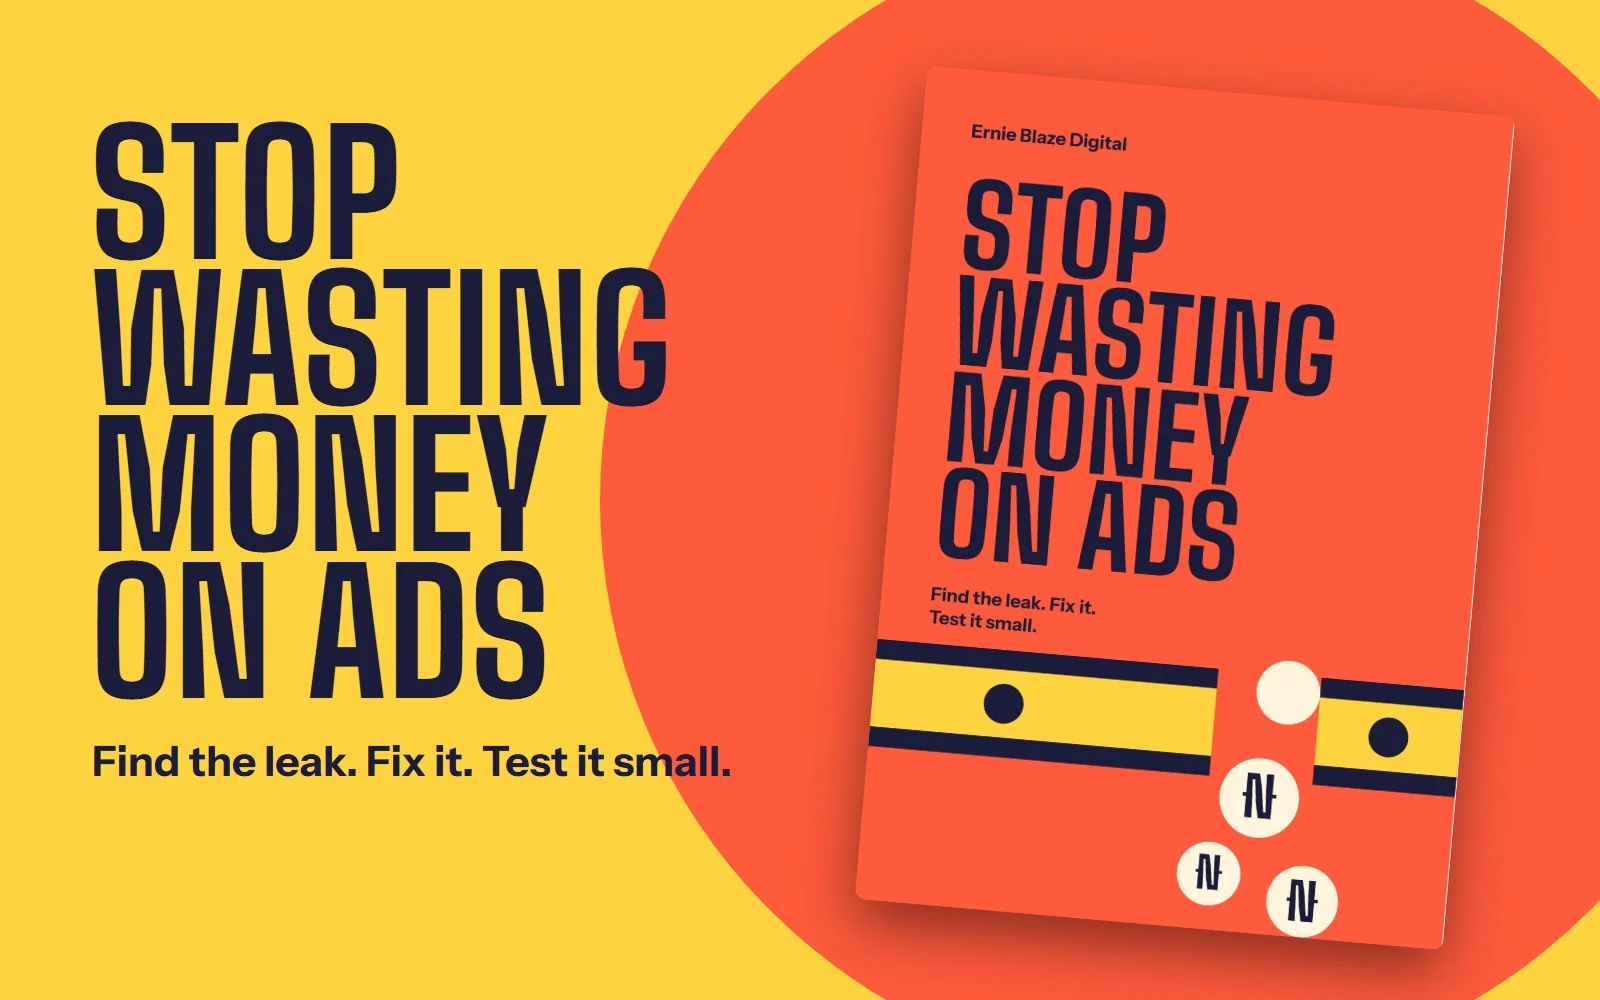 STOP
WASTING
MONEY
ON ADS
Find the leak. Fix it. Test it small.
Ernie Blaze Digital
STOP
WASTING
MONEY
ON ADS
Find the leak. Fix it.
Test it small.
N
N
N